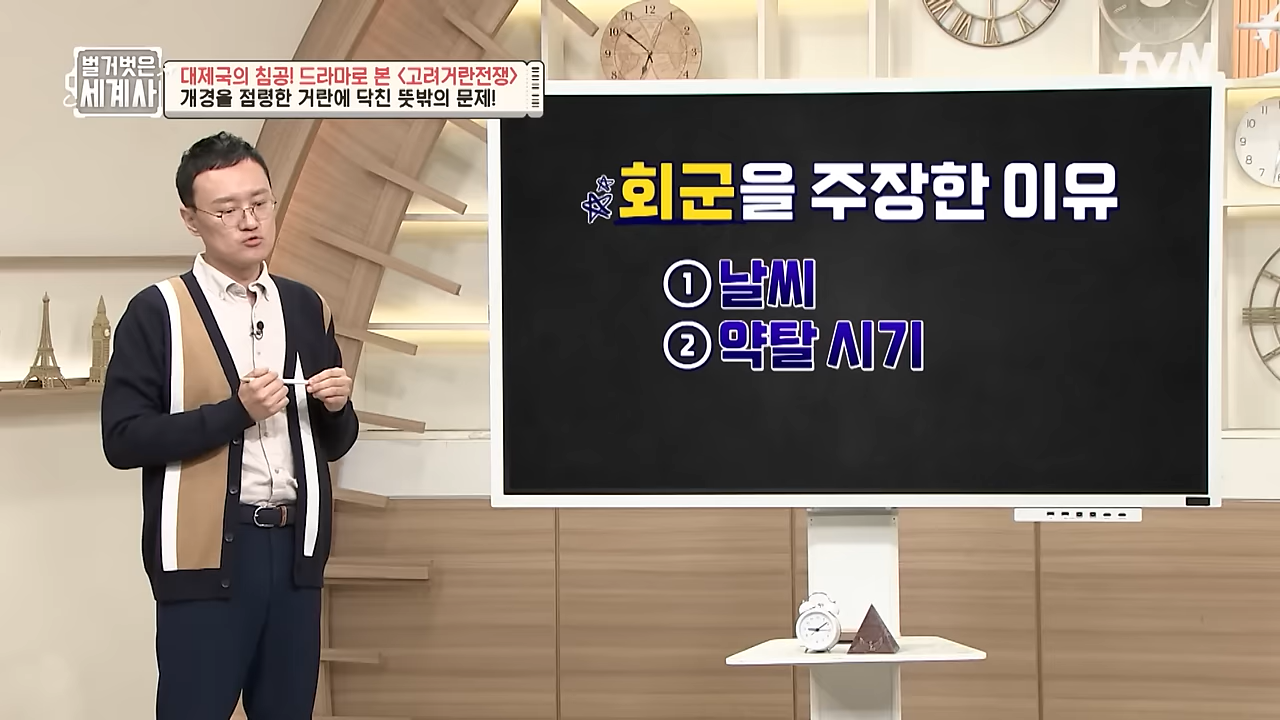 벌거벗은
세계사
대제국의 침공! 드라마로 본 <고려거란전쟁>
개경을 점령한 거란에 닥친 뜻밖의 문제!
tvN
회군을 주장한 이유
① 날씨
② 약탈 시기